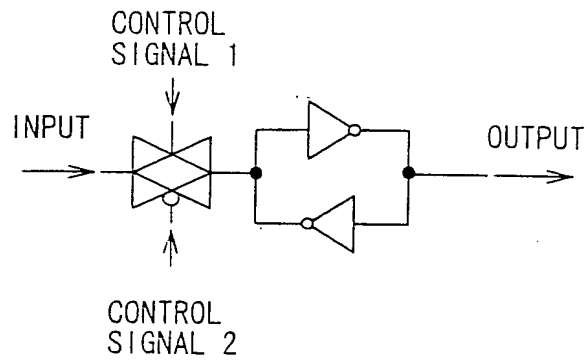 CONTROL
SIGNAL 1
INPUT
OUTPUT
CONTROL
SIGNAL 2